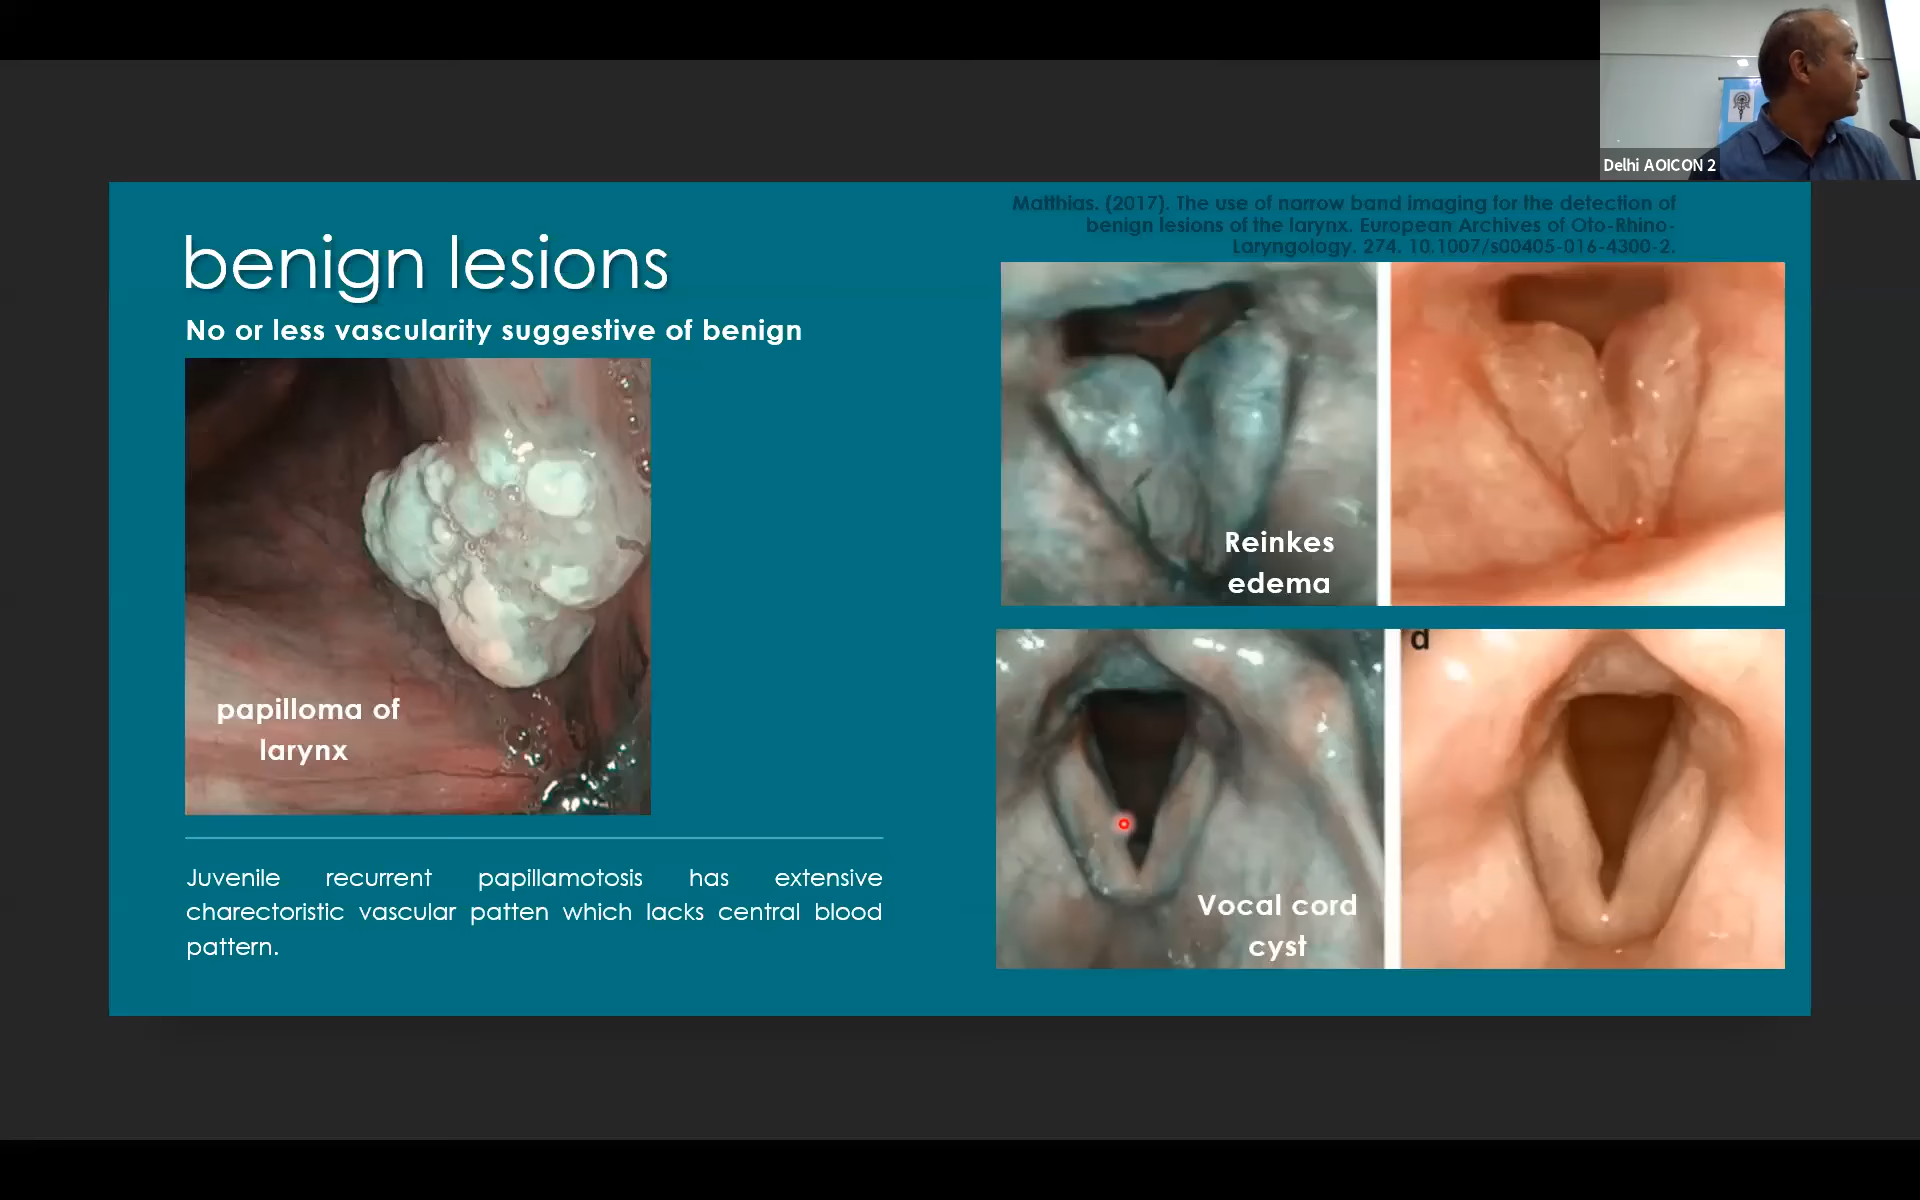 Delhi AOICON 2
Matthias. (2017). The use of narrow band imaging for the detection of
benign lesions of the larynx. European Archives of Oto-Rhino-
Laryngology. 274. 10.1007/s00405-016-4300-2.
benign lesions
No or less vascularity suggestive of benign
papilloma of
larynx
Juvenile recurrent papillamotosis has extensive
charectoristic vascular patten which lacks central blood
pattern.
Reinkes
edema
d
Vocal cord
cyst